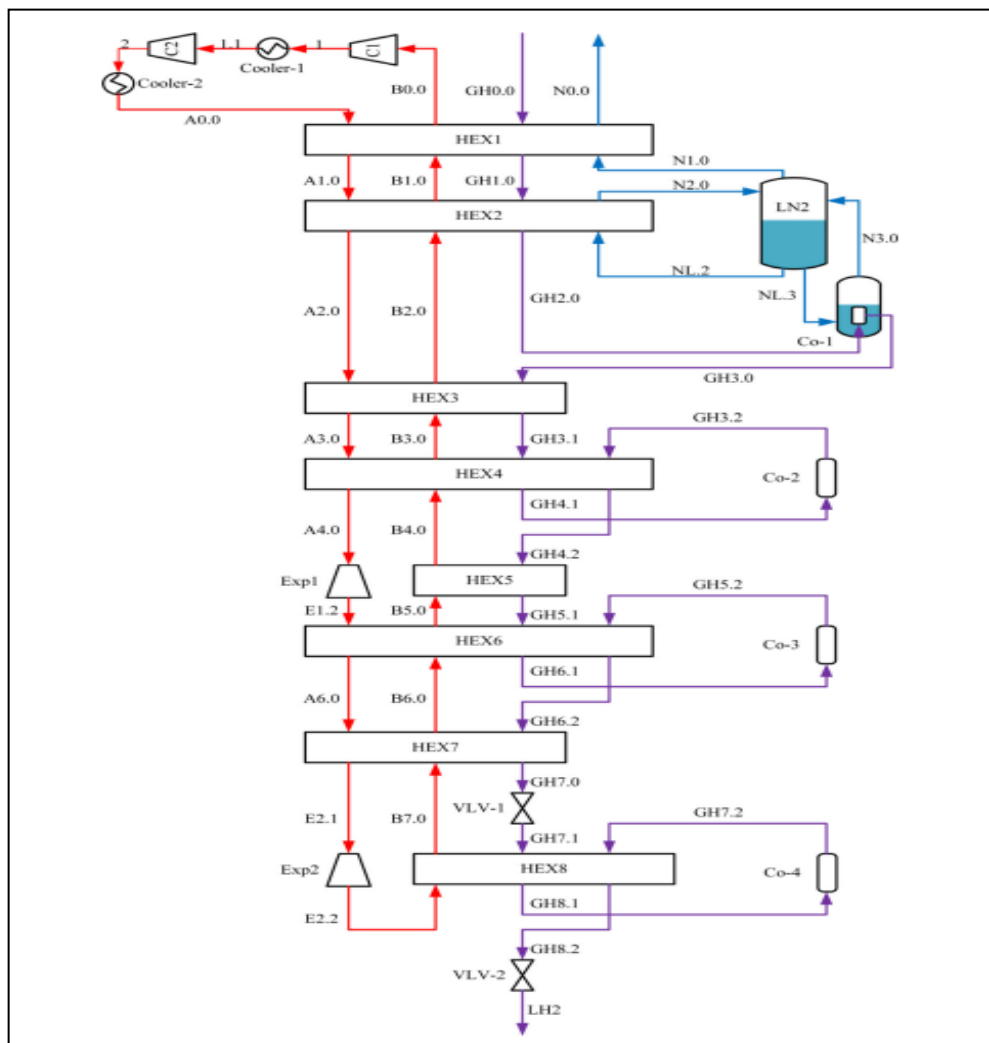 2
C2
1.1
Cooler-1
1
C1
Cooler-2
B0.0
GH0.0
N0.0
A0.0
HEX1
A1.0
B1.0
GH1.0
N1.0
N2.0
HEX2
LN2
N3.0
NL.2
NL.3
GH2.0
A2.0
B2.0
Co-1
GH3.0
HEX3
A3.0
B3.0
GH3.1
GH3.2
HEX4
Co-2
GH4.1
A4.0
B4.0
GH4.2
Exp1
HEX5
GH5.2
E1.2
B5.0
GH5.1
HEX6
Co-3
GH6.1
A6.0
B6.0
GH6.2
HEX7
GH7.0
VLV-1
GH7.2
E2.1
B7.0
GH7.1
Exp2
HEX8
Co-4
GH8.1
E2.2
GH8.2
VLV-2
LH2